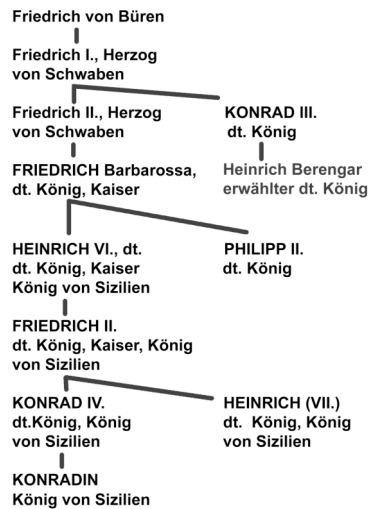 Friedrich von Büren
Friedrich I., Herzog
von Schwaben
Friedrich II., Herzog
von Schwaben
KONRAD III.
dt. König
FRIEDRICH Barbarossa,
dt. König, Kaiser
Heinrich Berengar
erwählter dt. König
HEINRICH VI., dt.
dt. König, Kaiser
König von Sizilien
PHILIPP II.
dt. König
FRIEDRICH II.
dt. König, Kaiser, König
von Sizilien
KONRAD IV.
dt.König, König
von Sizilien
HEINRICH (VII.)
dt. König, König
von Sizilien
KONRADIN
König von Sizilien